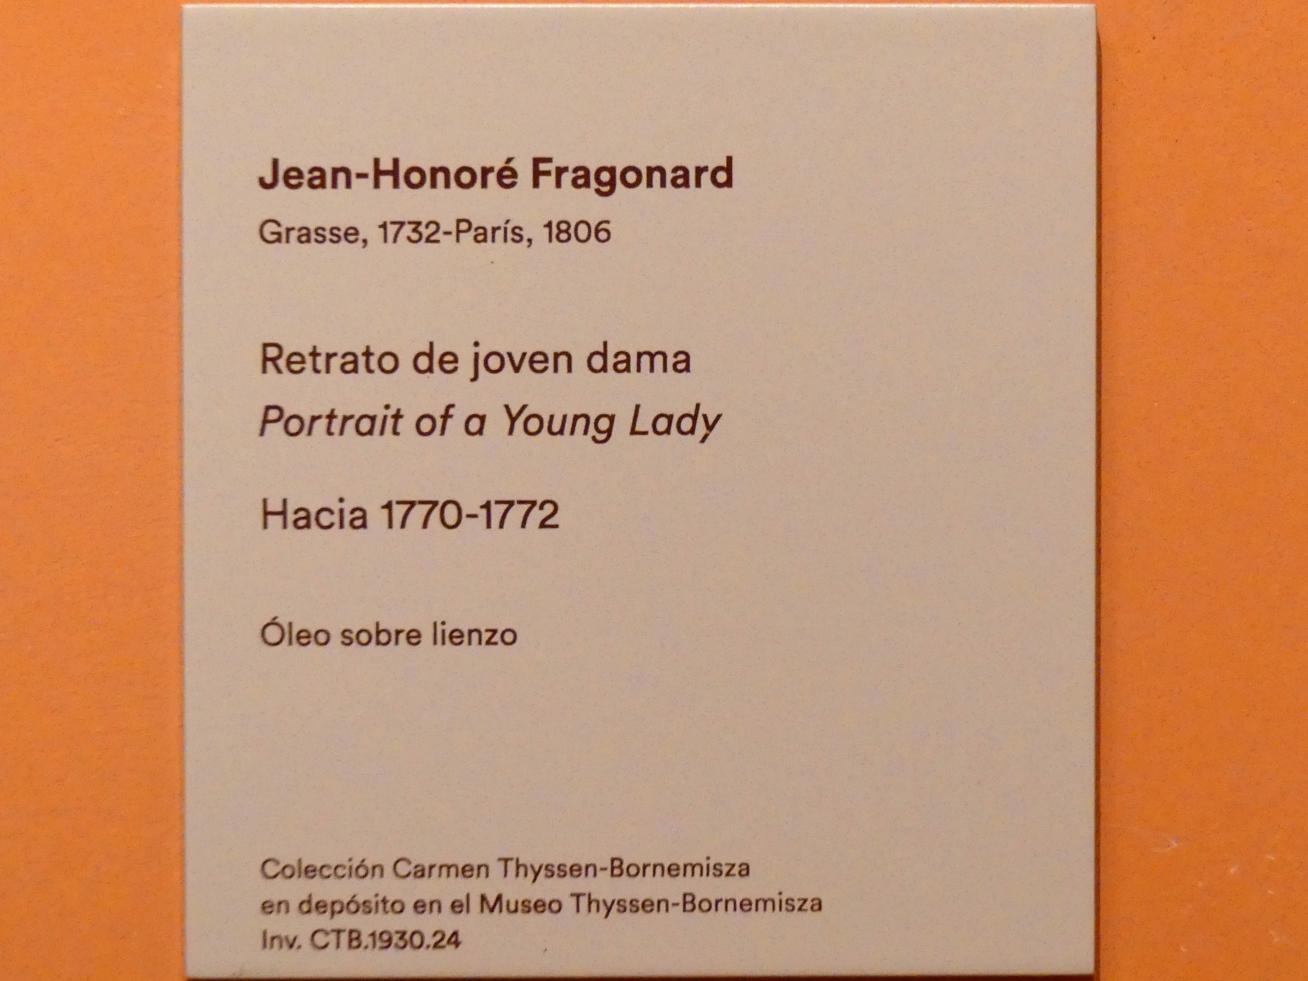 Jean-Honoré Fragonard
Grasse, 1732-París, 1806
Retrato de joven dama
Portrait of a Young Lady
Hacia 1770-1772
Óleo sobre lienzo
Colección Carmen Thyssen-Bornemisza
en depósito en el Museo Thyssen-Bornemisza
Inv. CTB.1930.24